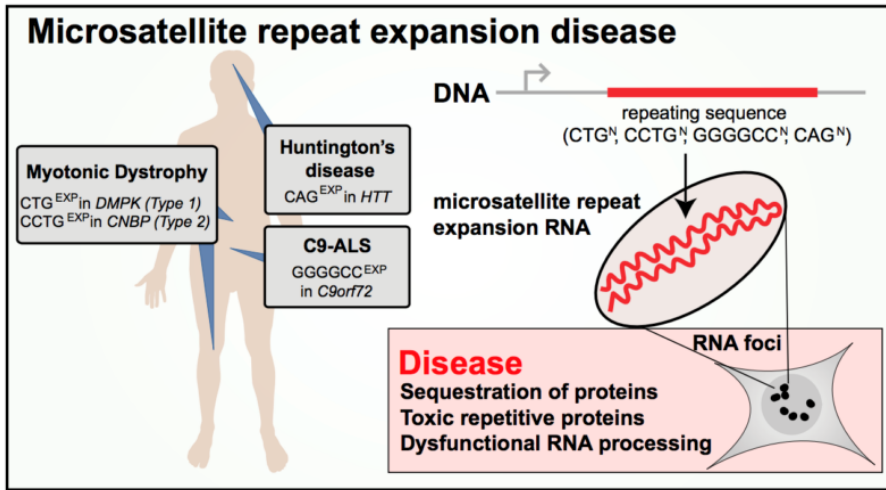 Microsatellite repeat expansion disease
Myotonic Dystrophy
CTG^EXP in DMPK (Type 1)
CCTG^EXP in CNBP (Type 2)
Huntington's
disease
CAG^EXP in HTT
C9-ALS
GGGGCC^EXP
in C9orf72
DNA
repeating sequence
(CTG^N, CCTG^N, GGGGCC^N, CAG^N)
microsatellite repeat
expansion RNA
RNA foci
Disease
Sequestration of proteins
Toxic repetitive proteins
Dysfunctional RNA processing